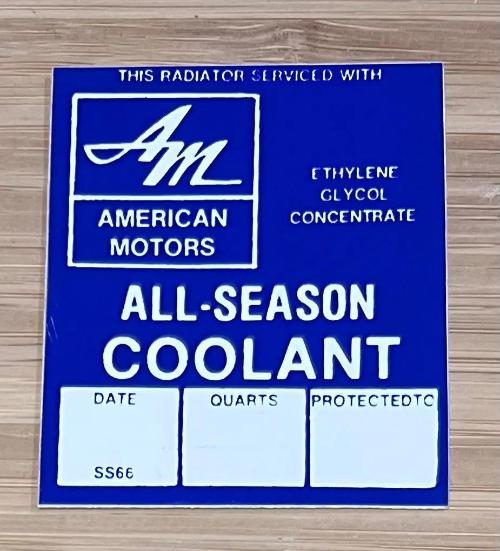 THIS RADIATOR SERVICED WITH
AM
AMERICAN
MOTORS
ETHYLENE
GLYCOL
CONCENTRATE
ALL-SEASON
COOLANT
DATE
QUARTS
PROTECTEDTO
SS66